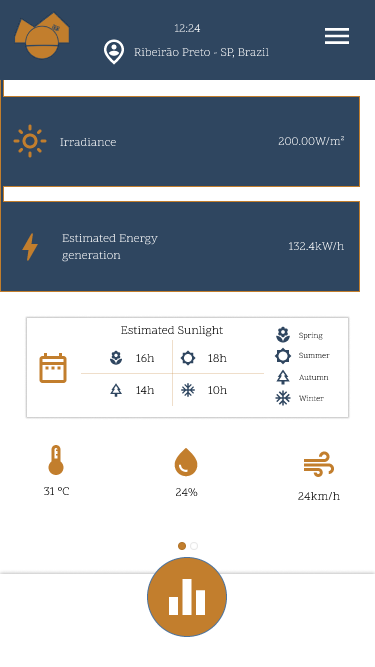 12:24
Ribeirão Preto - SP, Brazil
Irradiance
200.00W/m²
Estimated Energy
generation
132.4kW/h
Estimated Sunlight
16h
18h
14h
10h
Spring
Summer
Autumn
Winter
31 ºC
24%
24km/h